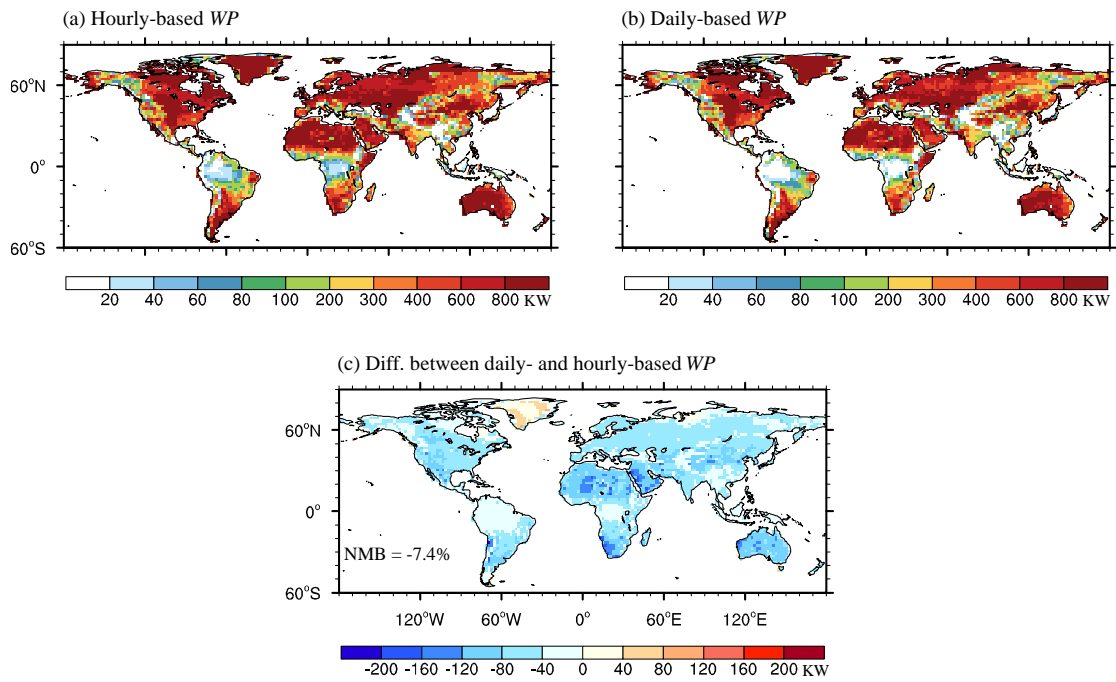 (a) Hourly-based WP
(b) Daily-based WP
60°N
0°
60°S
60°N
0°
60°S
20 40 60 80 100 200 300 400 600 800 KW
20 40 60 80 100 200 300 400 600 800 KW
(c) Diff. between daily- and hourly-based WP
60°N
0°
NMB = -7.4%
60°S
120°W 60°W 0° 60°E 120°E
-200 -160 -120 -80 -40 0 40 80 120 160 200 KW